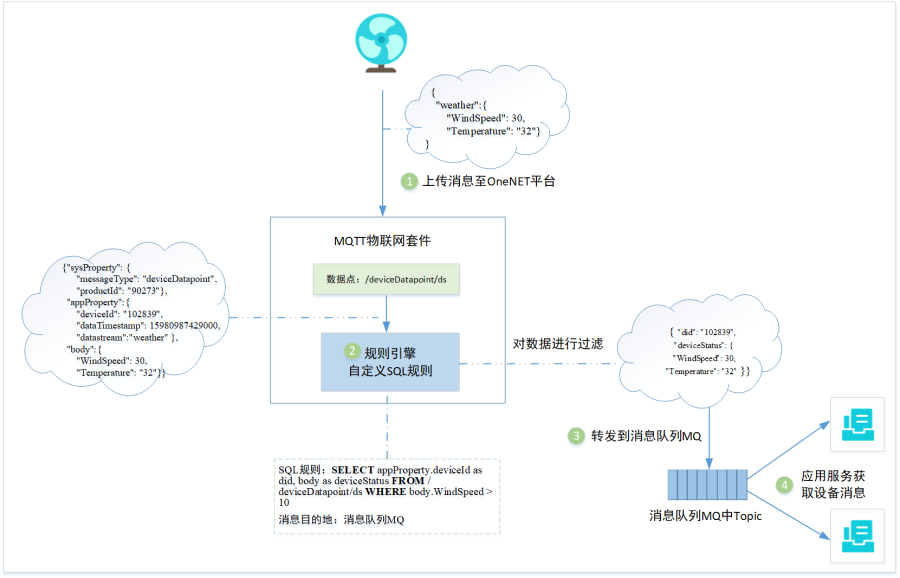 {
"weather":{
"WindSpeed": 30,
"Temperature": "32"}
}
1 上传消息至OneNET平台
MQTT物联网套件
数据点：/deviceDatapoint/ds
{"sysProperty": {
"messageType": "deviceDatapoint",
"productId": "90273"},
"appProperty":{
"deviceId": "102839",
"dataTimestamp": 15980987429000,
"datastream":"weather" },
"body":{
"WindSpeed": 30,
"Temperature": "32"}}
2 规则引擎
自定义SQL规则
对数据进行过滤
{ "did": "102839",
"deviceStatus": {
"WindSpeed": 30,
"Temperature": "32" }}
3 转发到消息队列MQ
4 应用服务获
取设备消息
消息队列MQ中Topic
SQL规则：SELECT appProperty.deviceId as
did, body as deviceStatus FROM /
deviceDatapoint/ds WHERE body.WindSpeed >
10
消息目的地：消息队列MQ